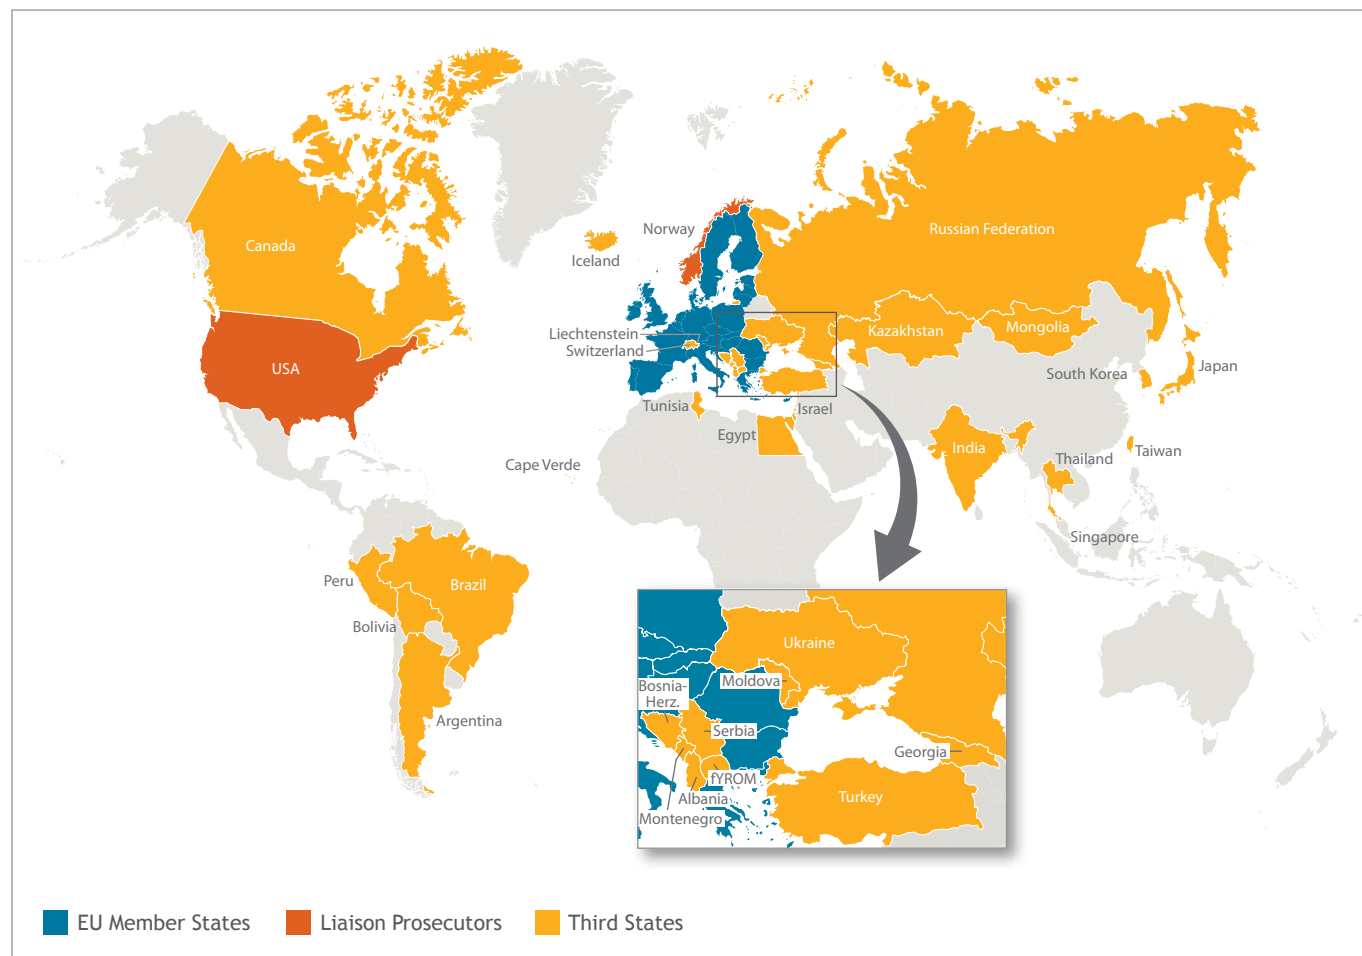 Canada
Norway
Iceland
Russian Federation
Liechtenstein
Switzerland
Kazakhstan
Mongolia
USA
South Korea
Japan
Tunisia
Israel
Egypt
India
Taiwan
Cape Verde
Thailand
Singapore
Peru
Brazil
Bolivia
Argentina
Ukraine
Moldova
Bosnia-
Herz.
Serbia
Georgia
fYROM
Albania
Turkey
Montenegro
EU Member States
Liaison Prosecutors
Third States